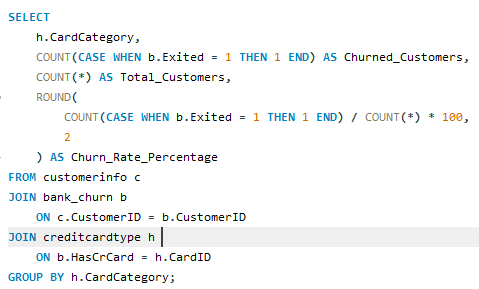 SELECT
    h.CardCategory,
    COUNT(CASE WHEN b.Exited = 1 THEN 1 END) AS Churned_Customers,
    COUNT(*) AS Total_Customers,
    ROUND(
        COUNT(CASE WHEN b.Exited = 1 THEN 1 END) / COUNT(*) * 100,
        2
    ) AS Churn_Rate_Percentage
FROM customerinfo c
JOIN bank_churn b
    ON c.CustomerID = b.CustomerID
JOIN creditcardtype h
    ON b.HasCrCard = h.CardID
GROUP BY h.CardCategory;